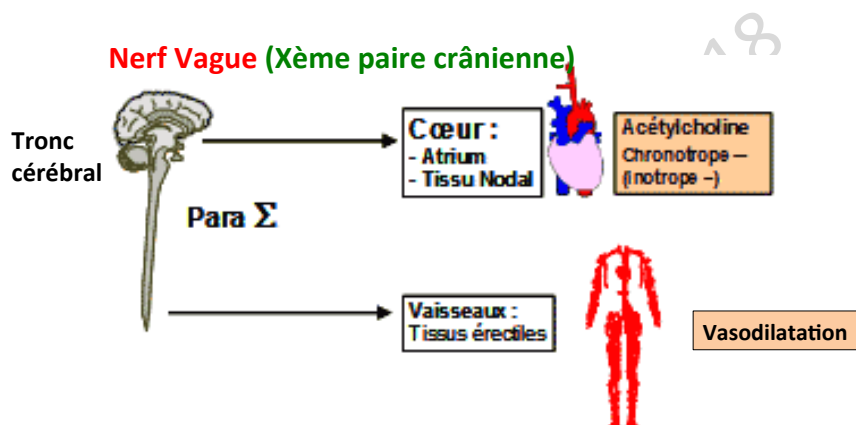 Nerf Vague (Xème paire crânienne)
Tronc
cérébral
Cœur :
- Atrium
- Tissu Nodal
Acétylcholine
Chronotrope –
(inotrope –)
Para Σ
Vaisseaux :
Tissus érectiles
Vasodilatation